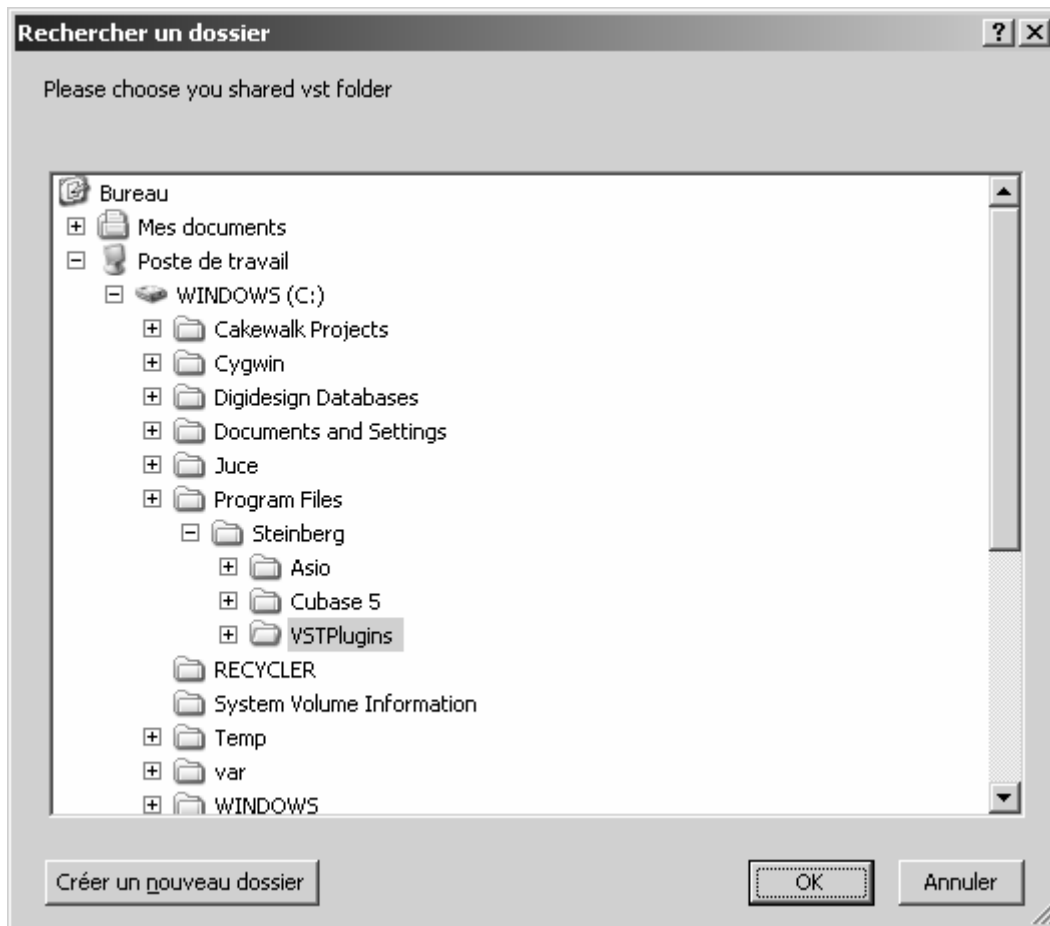 Rechercher un dossier
Please choose you shared vst folder
Bureau
Mes documents
Poste de travail
WINDOWS (C:)
Cakewalk Projects
Cygwin
Digidesign Databases
Documents and Settings
Juce
Program Files
Steinberg
Asio
Cubase 5
VSTPlugins
RECYCLER
System Volume Information
Temp
var
WINDOWS
Créer un nouveau dossier
OK
Annuler